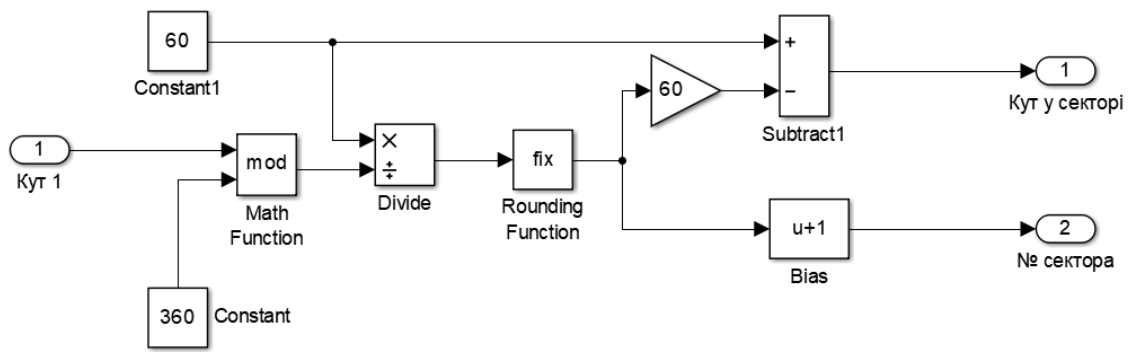 60
Constant1
+
−
Subtract1
60
1
Кут у секторі
1
Кут 1
mod
Math
Function
×
÷
Divide
fix
Rounding
Function
u+1
Bias
2
№ сектора
360
Constant